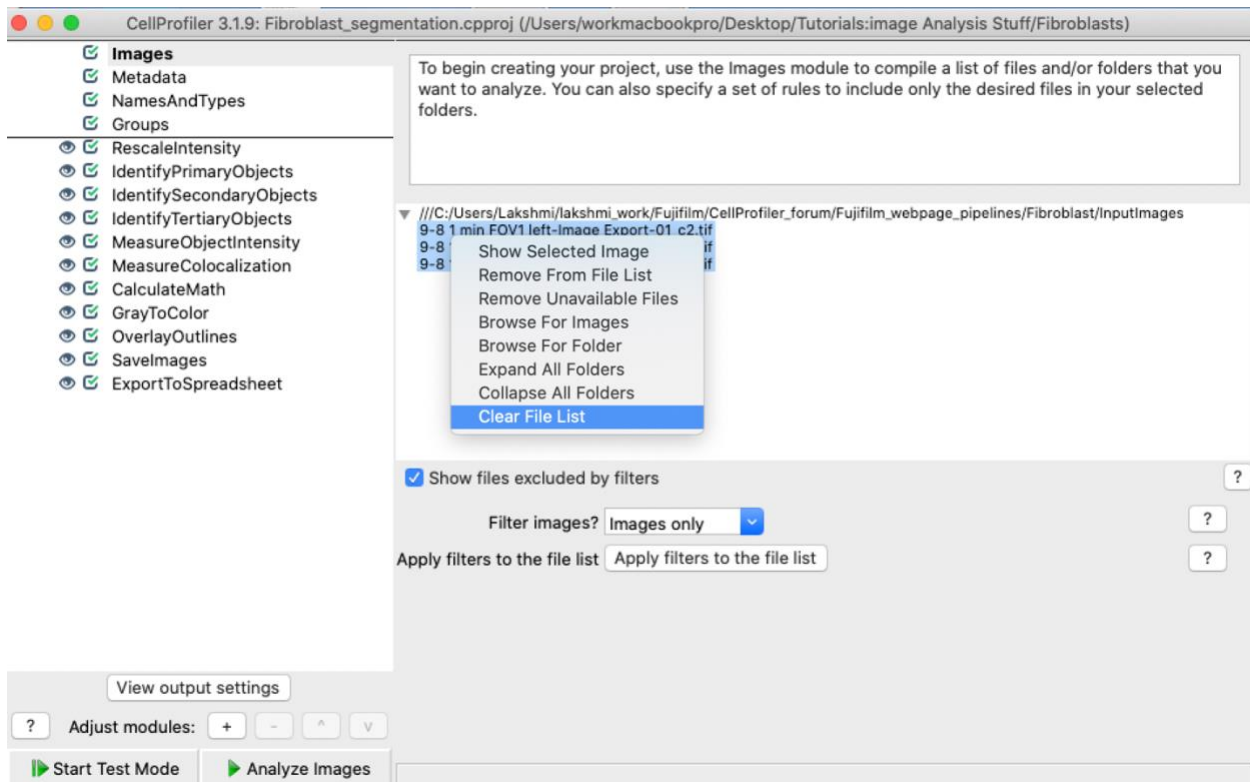 CellProfiler 3.1.9: Fibroblast_segmentation.cpproj (/Users/workmacbookpro/Desktop/Tutorials:image Analysis Stuff/Fibroblasts)
Images
Metadata
NamesAndTypes
Groups
RescaleIntensity
IdentifyPrimaryObjects
IdentifySecondaryObjects
IdentifyTertiaryObjects
MeasureObjectIntensity
MeasureColocalization
CalculateMath
GrayToColor
OverlayOutlines
SaveImages
ExportToSpreadsheet
View output settings
? Adjust modules: + - ^ v
Start Test Mode Analyze Images
To begin creating your project, use the Images module to compile a list of files and/or folders that you
want to analyze. You can also specify a set of rules to include only the desired files in your selected
folders.
///C:/Users/Lakshmi/lakshmi_work/Fujifilm/CellProfiler_forum/Fujifilm_webpage_pipelines/Fibroblast/InputImages
9-8 1 min FOV1 left-Image Export-01_c2.tif
9-8
9-8
Show Selected Image
Remove From File List
Remove Unavailable Files
Browse For Images
Browse For Folder
Expand All Folders
Collapse All Folders
Clear File List
Show files excluded by filters ?
Filter images? Images only ?
Apply filters to the file list Apply filters to the file list ?